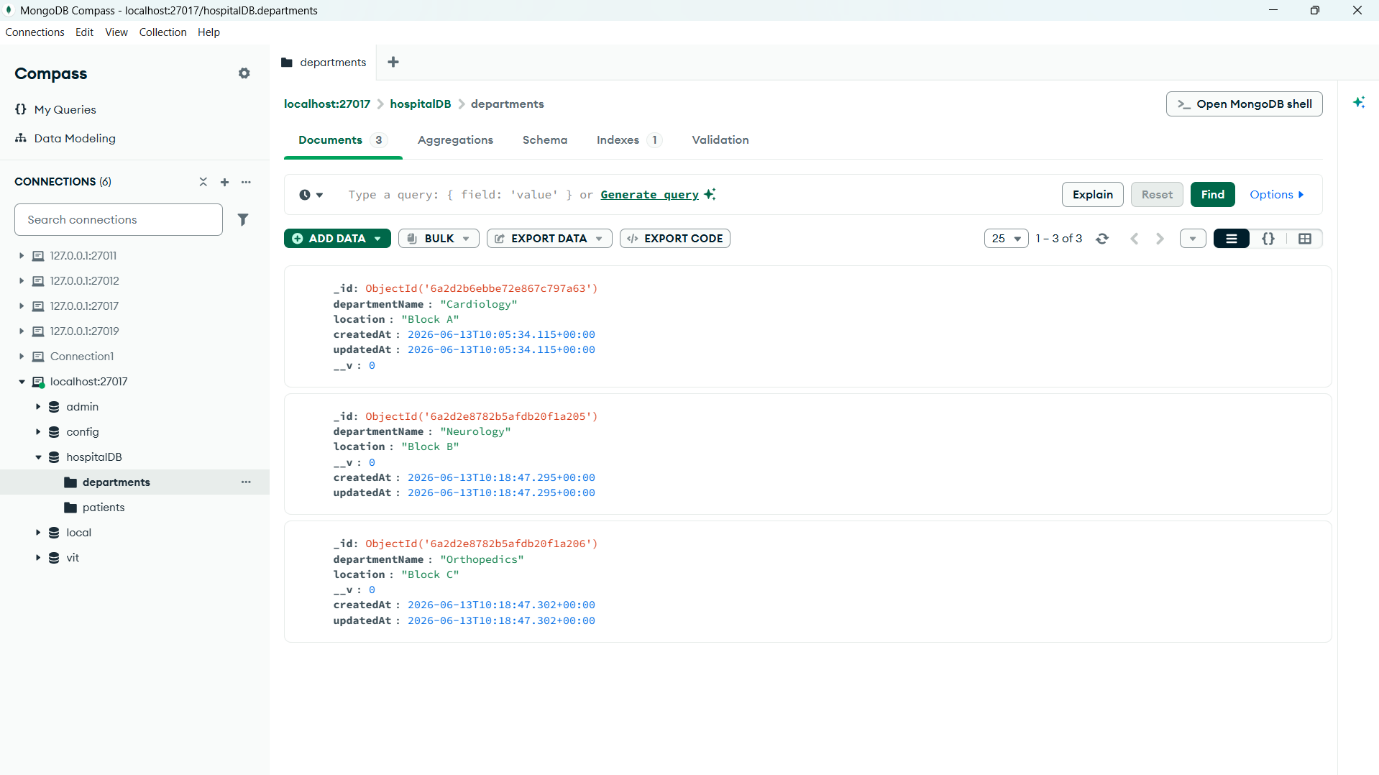 MongoDB Compass - localhost:27017/hospitalDB.departments
Connections Edit View Collection Help
Compass
departments
{} My Queries
Data Modeling
CONNECTIONS (6)
Search connections
127.0.0.1:27011
127.0.0.1:27012
127.0.0.1:27017
127.0.0.1:27019
Connection1
localhost:27017
admin
config
hospitalDB
departments
patients
local
vit
localhost:27017 > hospitalDB > departments
>_ Open MongoDB shell
Documents 3 Aggregations Schema Indexes 1 Validation
Type a query: { field: 'value' } or Generate query
Explain Reset Find Options
ADD DATA BULK EXPORT DATA </> EXPORT CODE
25 1 – 3 of 3 {}
_id: ObjectId('6a2d2b6ebbe72e867c797a63')
departmentName : "Cardiology"
location : "Block A"
createdAt : 2026-06-13T10:05:34.115+00:00
updatedAt : 2026-06-13T10:05:34.115+00:00
__v : 0
_id: ObjectId('6a2d2e8782b5afdb20f1a205')
departmentName : "Neurology"
location : "Block B"
__v : 0
createdAt : 2026-06-13T10:18:47.295+00:00
updatedAt : 2026-06-13T10:18:47.295+00:00
_id: ObjectId('6a2d2e8782b5afdb20f1a206')
departmentName : "Orthopedics"
location : "Block C"
__v : 0
createdAt : 2026-06-13T10:18:47.302+00:00
updatedAt : 2026-06-13T10:18:47.302+00:00